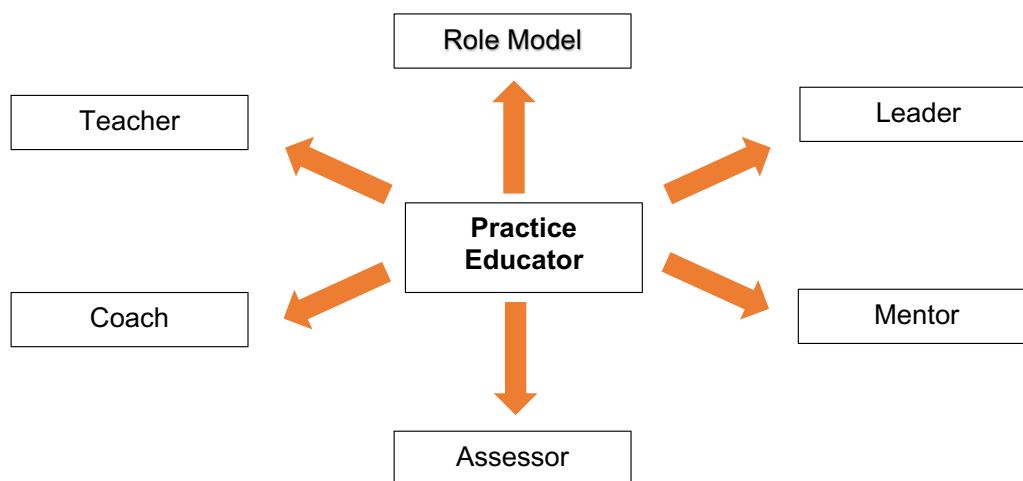 Role Model
Teacher
Leader
Practice
Educator
Coach
Mentor
Assessor